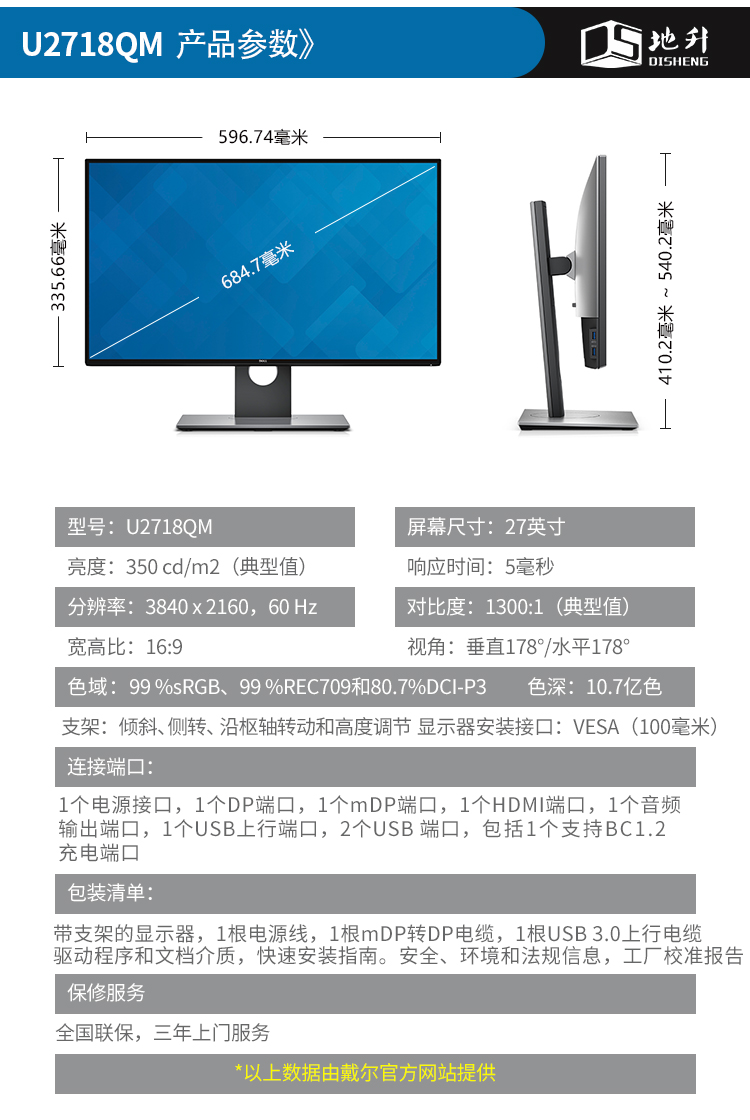 U2718QM 产品参数》
地升
DISHENG
596.74毫米
335.66毫米
684.7毫米
410.2毫米 ~ 540.2毫米
型号：U2718QM
屏幕尺寸：27英寸
亮度：350 cd/m2（典型值）
响应时间：5毫秒
分辨率：3840 x 2160，60 Hz
对比度：1300:1（典型值）
宽高比：16:9
视角：垂直178°/水平178°
色域：99 %sRGB、99 %REC709和80.7%DCI-P3 色深：10.7亿色
支架：倾斜、侧转、沿枢轴转动和高度调节 显示器安装接口：VESA（100毫米）
连接端口：
1个电源接口，1个DP端口，1个mDP端口，1个HDMI端口，1个音频
输出端口，1个USB上行端口，2个USB 端口，包括1个支持BC1.2
充电端口
包装清单：
带支架的显示器，1根电源线，1根mDP转DP电缆，1根USB 3.0上行电缆
驱动程序和文档介质，快速安装指南。安全、环境和法规信息，工厂校准报告
保修服务
全国联保，三年上门服务
*以上数据由戴尔官方网站提供